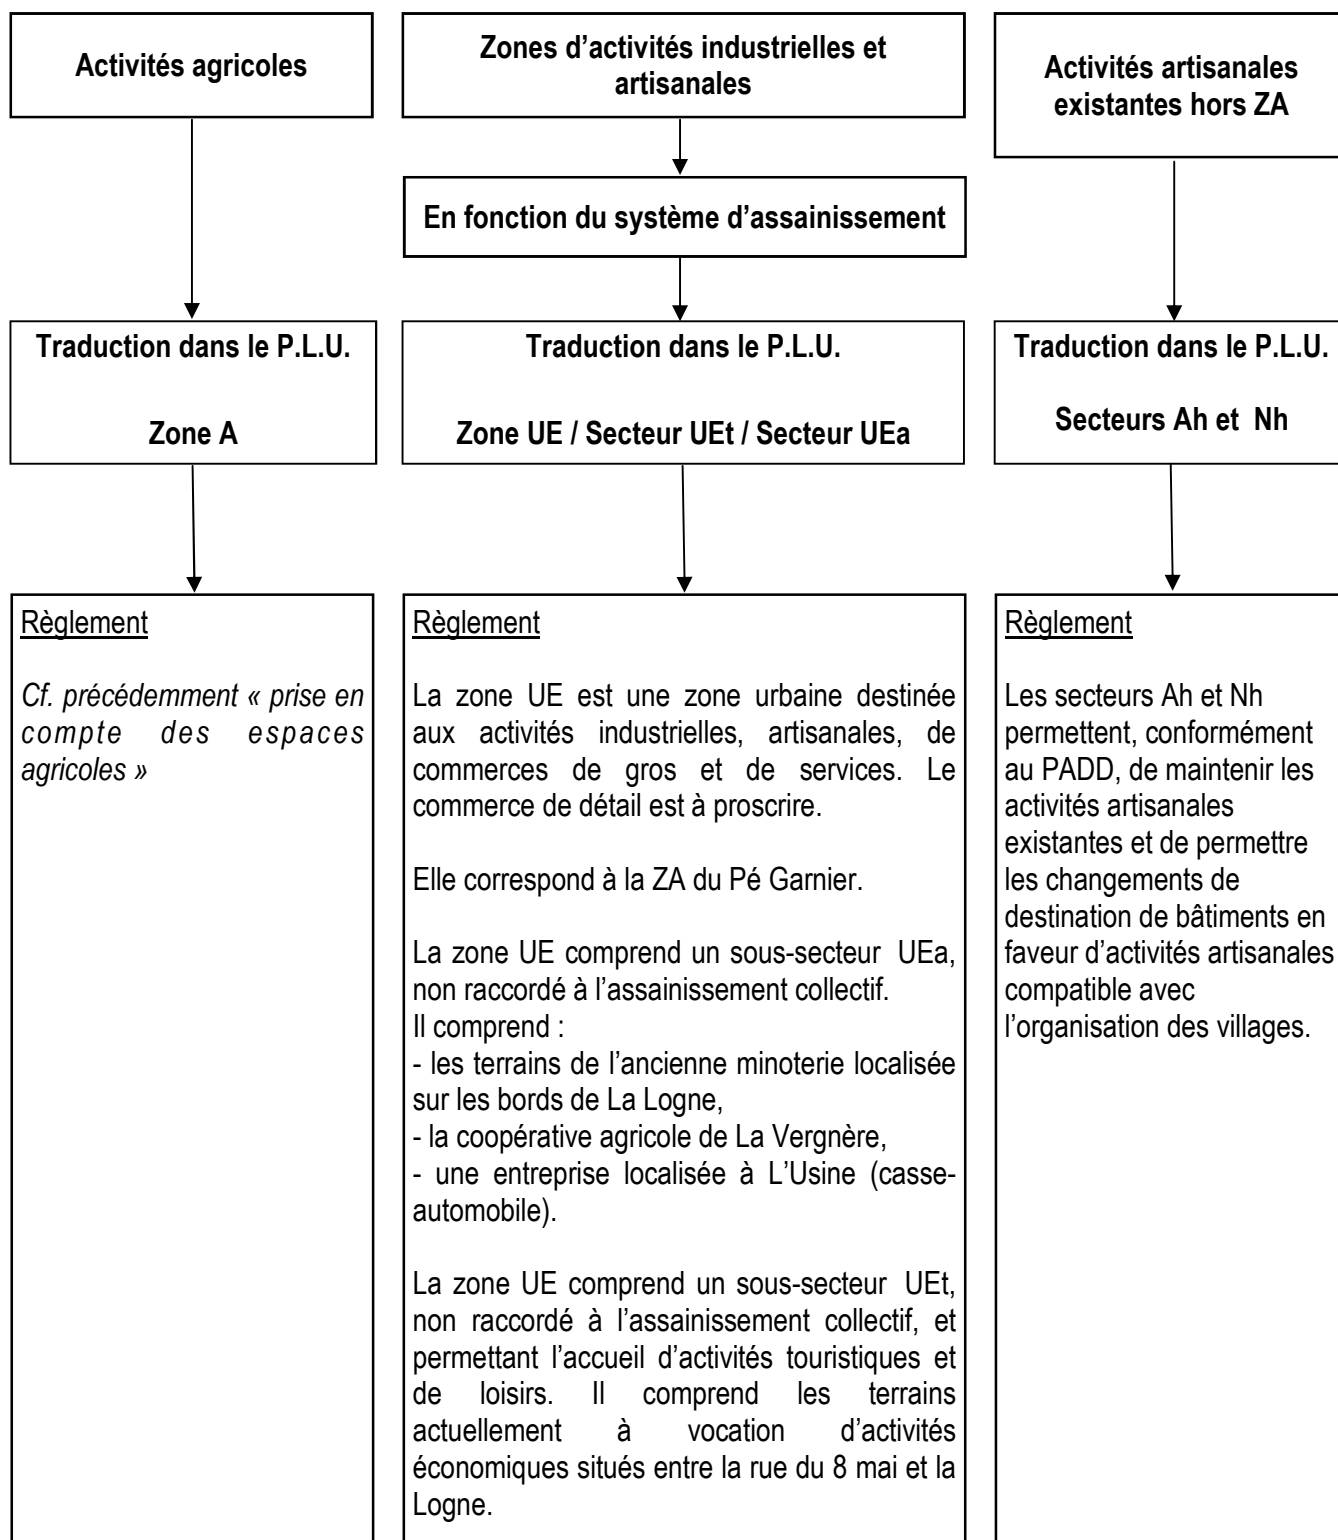 Activités agricoles
Zones d’activités industrielles et
artisanales
Activités artisanales
existantes hors ZA
En fonction du système d’assainissement
Traduction dans le P.L.U.
Zone A
Traduction dans le P.L.U.
Zone UE / Secteur UEt / Secteur UEa
Traduction dans le P.L.U.
Secteurs Ah et Nh
Règlement
Cf. précédemment « prise en
compte des espaces
agricoles »
Règlement
La zone UE est une zone urbaine destinée
aux activités industrielles, artisanales, de
commerces de gros et de services. Le
commerce de détail est à proscrire.
Elle correspond à la ZA du Pé Garnier.
La zone UE comprend un sous-secteur UEa,
non raccordé à l’assainissement collectif.
Il comprend :
- les terrains de l’ancienne minoterie localisée
sur les bords de La Logne,
- la coopérative agricole de La Vergnère,
- une entreprise localisée à L’Usine (casse-
automobile).
La zone UE comprend un sous-secteur UEt,
non raccordé à l’assainissement collectif, et
permettant l’accueil d’activités touristiques et
de loisirs. Il comprend les terrains
actuellement à vocation d’activités
économiques situés entre la rue du 8 mai et la
Logne.
Règlement
Les secteurs Ah et Nh
permettent, conformément
au PADD, de maintenir les
activités artisanales
existantes et de permettre
les changements de
destination de bâtiments en
faveur d’activités artisanales
compatible avec
l’organisation des villages.